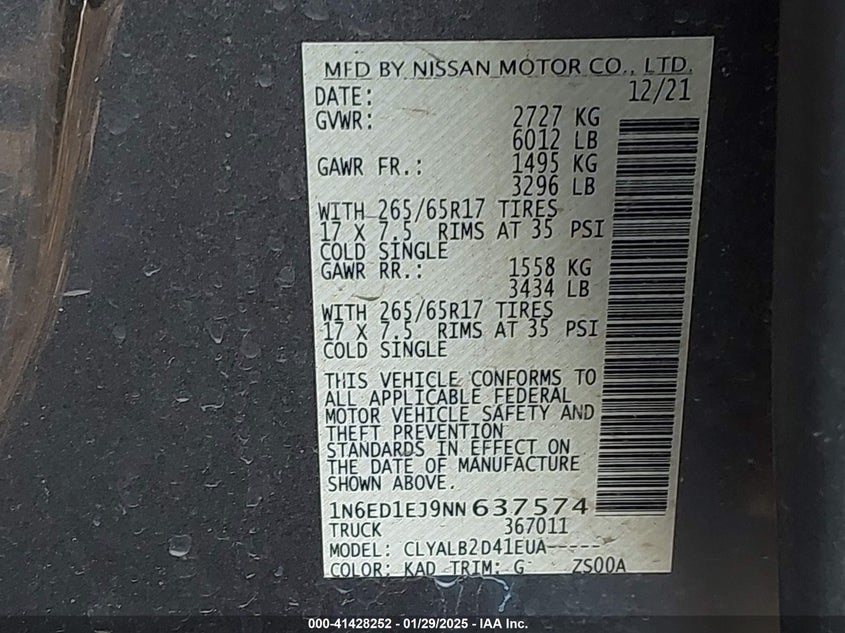 MFD BY NISSAN MOTOR CO., LTD.
DATE: 12/21
GVWR: 2727 KG
6012 LB
GAWR FR.: 1495 KG
3296 LB
WITH 265/65R17 TIRES
17 X 7.5 RIMS AT 35 PSI
COLD SINGLE
GAWR RR.: 1558 KG
3434 LB
WITH 265/65R17 TIRES
17 X 7.5 RIMS AT 35 PSI
COLD SINGLE
THIS VEHICLE CONFORMS TO
ALL APPLICABLE FEDERAL
MOTOR VEHICLE SAFETY AND
THEFT PREVENTION
STANDARDS IN EFFECT ON
THE DATE OF MANUFACTURE
SHOWN ABOVE.
1N6ED1EJ9NN637574
TRUCK 367011
MODEL: CLYALB2D41EUA-----
COLOR: KAD TRIM: G ZS00A
000-41428252 - 01/29/2025 - IAA Inc.